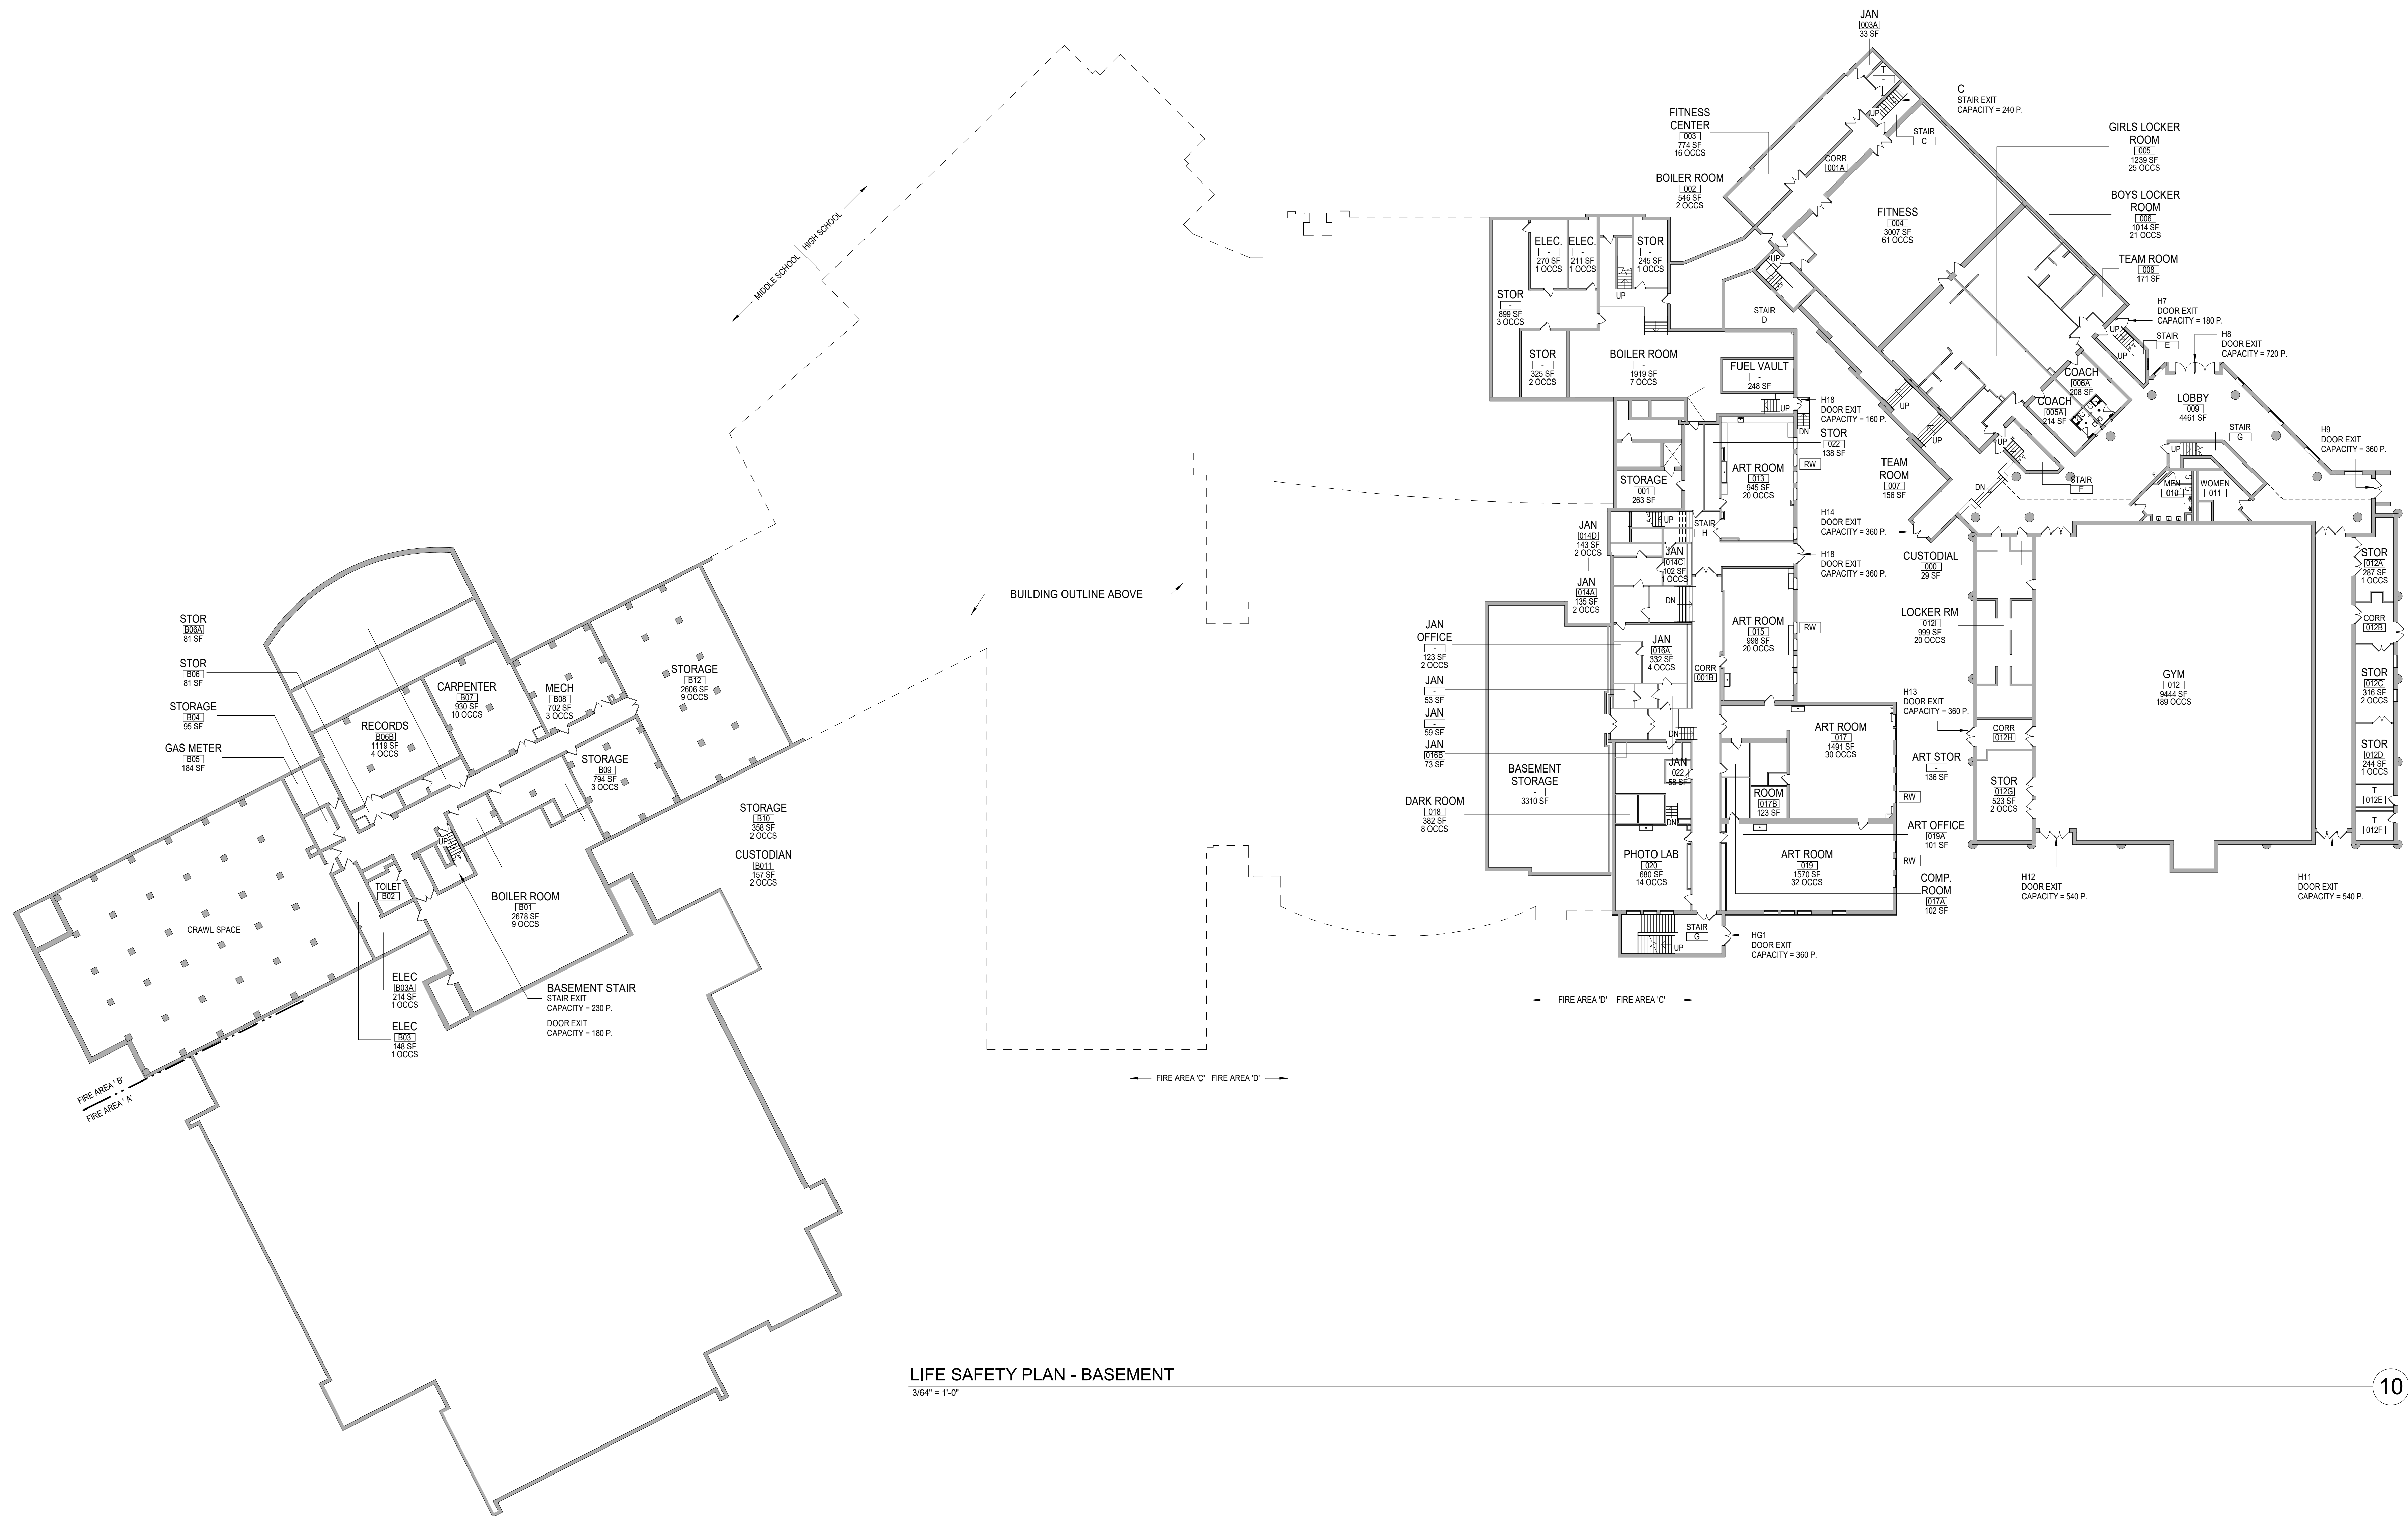 JAN
003A
33 SF
T
-
C
STAIR EXIT
CAPACITY = 240 P.
UP
STAIR
C
FITNESS
CENTER
003
774 SF
16 OCCS
CORR
001A
GIRLS LOCKER
ROOM
005
1239 SF
25 OCCS
BOILER ROOM
002
546 SF
2 OCCS
BOYS LOCKER
ROOM
006
1014 SF
21 OCCS
FITNESS
004
3007 SF
61 OCCS
TEAM ROOM
008
171 SF
HIGH SCHOOL
MIDDLE SCHOOL
ELEC.
-
270 SF
1 OCCS
ELEC.
-
211 SF
1 OCCS
STOR
-
245 SF
1 OCCS
UP
UP
STOR
-
899 SF
3 OCCS
STAIR
D
H7
DOOR EXIT
CAPACITY = 180 P.
UP
UP
STAIR
E
H8
DOOR EXIT
CAPACITY = 720 P.
STOR
-
325 SF
2 OCCS
BOILER ROOM
-
1919 SF
7 OCCS
FUEL VAULT
-
248 SF
UP
DN
H18
DOOR EXIT
CAPACITY = 160 P.
UP
UP
COACH
006A
208 SF
COACH
005A
214 SF
LOBBY
009
4461 SF
STAIR
G
UP
H9
DOOR EXIT
CAPACITY = 360 P.
STOR
022
138 SF
RW
ART ROOM
013
945 SF
20 OCCS
STORAGE
001
263 SF
TEAM
ROOM
007
156 SF
UP
DN
STAIR
F
MEN
010
WOMEN
011
H14
DOOR EXIT
CAPACITY = 360 P.
UP
STAIR
H
JAN
014D
143 SF
2 OCCS
JAN
014C
102 SF
1 OCCS
H18
DOOR EXIT
CAPACITY = 360 P.
CUSTODIAL
000
29 SF
STOR
012A
287 SF
1 OCCS
JAN
014A
135 SF
2 OCCS
DN
BUILDING OUTLINE ABOVE
LOCKER RM
012I
999 SF
20 OCCS
CORR
012B
ART ROOM
015
998 SF
20 OCCS
RW
JAN
OFFICE
-
123 SF
2 OCCS
JAN
016A
332 SF
4 OCCS
CORR
001B
JAN
-
53 SF
JAN
-
59 SF
JAN
016B
73 SF
DN
GYM
012
9444 SF
189 OCCS
STOR
012C
316 SF
2 OCCS
H13
DOOR EXIT
CAPACITY = 360 P.
CORR
012H
STOR
012D
244 SF
1 OCCS
STOR
012G
523 SF
2 OCCS
T
012E
T
012F
ART ROOM
017
1491 SF
30 OCCS
ART STOR
-
136 SF
RW
BASEMENT
STORAGE
-
3310 SF
JAN
022
58 SF
ROOM
017B
123 SF
DARK ROOM
018
382 SF
8 OCCS
DN
ART OFFICE
019A
101 SF
PHOTO LAB
020
680 SF
14 OCCS
ART ROOM
019
1570 SF
32 OCCS
RW
COMP.
ROOM
017A
102 SF
H12
DOOR EXIT
CAPACITY = 540 P.
H11
DOOR EXIT
CAPACITY = 540 P.
STAIR
G
UP
HG1
DOOR EXIT
CAPACITY = 360 P.
FIRE AREA 'D' FIRE AREA 'C'
FIRE AREA 'C' FIRE AREA 'D'
STOR
B06A
81 SF
STOR
B06
81 SF
STORAGE
B04
95 SF
GAS METER
B05
184 SF
STORAGE
B12
2606 SF
9 OCCS
CARPENTER
B07
930 SF
10 OCCS
MECH
B08
702 SF
3 OCCS
RECORDS
B06B
1119 SF
4 OCCS
STORAGE
B09
794 SF
3 OCCS
STORAGE
B10
358 SF
2 OCCS
UP
CUSTODIAN
B011
157 SF
2 OCCS
TOILET
B02
BOILER ROOM
B01
2678 SF
9 OCCS
CRAWL SPACE
ELEC
B03A
214 SF
1 OCCS
ELEC
B03
148 SF
1 OCCS
BASEMENT STAIR
STAIR EXIT
CAPACITY = 230 P.
DOOR EXIT
CAPACITY = 180 P.
FIRE AREA ' B'
FIRE AREA ' A'
LIFE SAFETY PLAN - BASEMENT
3/64" = 1'-0"
10